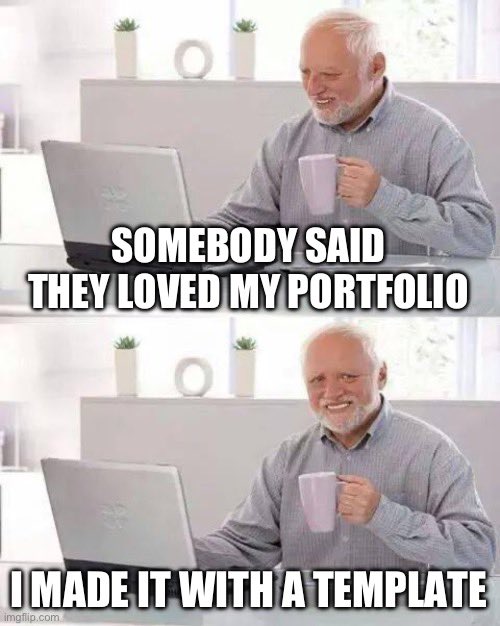 SOMEBODY SAID
THEY LOVED MY PORTFOLIO
I MADE IT WITH A TEMPLATE
imgflip.com